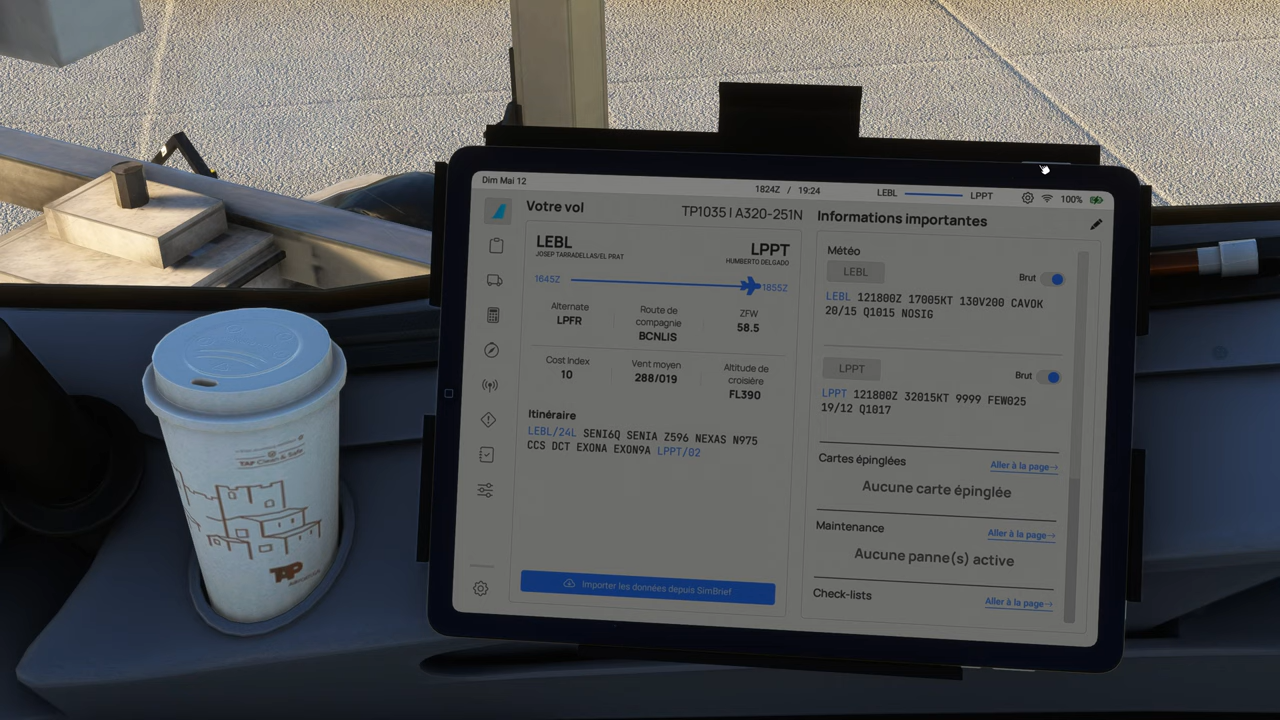 Dim Mai 12
1824Z / 19:24
LEBL LPPT
100%
Votre vol
TP1035 | A320-251N
LEBL
JOSEP TARRADELLAS/EL PRAT
LPPT
HUMBERTO DELGADO
1645Z
1855Z
Alternate
LPFR
Route de
compagnie
BCNLIS
ZFW
58.5
Cost Index
10
Vent moyen
288/019
Altitude de
croisière
FL390
Itinéraire
LEBL/24L SENI6Q SENIA Z596 NEXAS N975
CCS DCT EXONA EXON9A LPPT/02
Importer les données depuis SimBrief
Informations importantes
Météo
LEBL
Brut
LEBL 121800Z 17005KT 130V200 CAVOK
20/15 Q1015 NOSIG
LPPT
Brut
LPPT 121800Z 32015KT 9999 FEW025
19/12 Q1017
Cartes épinglées
Aller à la page→
Aucune carte épinglée
Maintenance
Aller à la page→
Aucune panne(s) active
Check-lists
Aller à la page→
TAP Clean & Safe
TAP